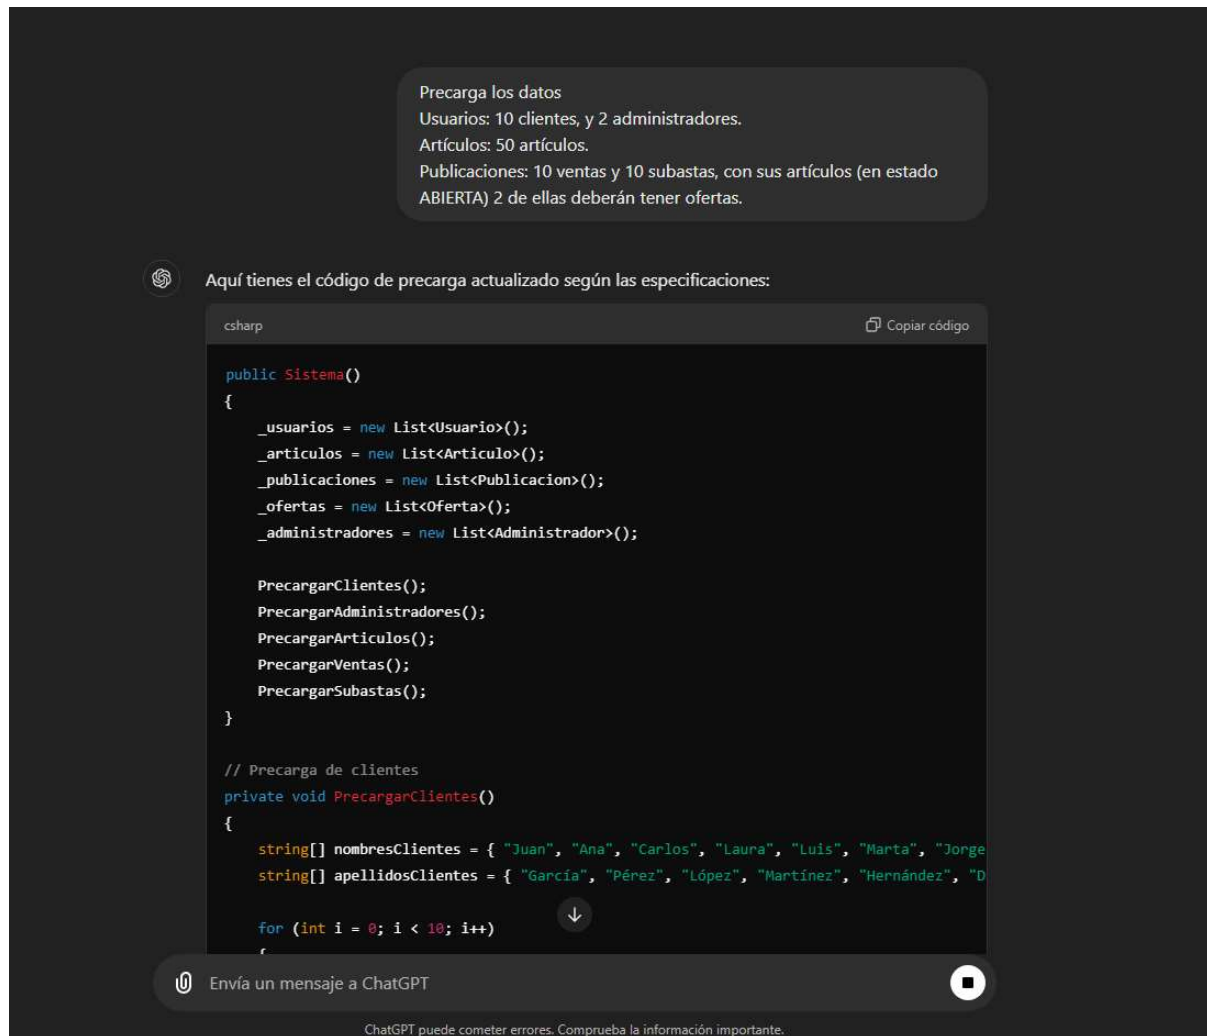 Precarga los datos
Usuarios: 10 clientes, y 2 administradores.
Artículos: 50 artículos.
Publicaciones: 10 ventas y 10 subastas, con sus artículos (en estado
ABIERTA) 2 de ellas deberán tener ofertas.
Aquí tienes el código de precarga actualizado según las especificaciones:
csharp Copiar código
public Sistema()
{
    _usuarios = new List<Usuario>();
    _articulos = new List<Articulo>();
    _publicaciones = new List<Publicacion>();
    _ofertas = new List<Oferta>();
    _administradores = new List<Administrador>();
    PrecargarClientes();
    PrecargarAdministradores();
    PrecargarArticulos();
    PrecargarVentas();
    PrecargarSubastas();
}
// Precarga de clientes
private void PrecargarClientes()
{
    string[] nombresClientes = { "Juan", "Ana", "Carlos", "Laura", "Luis", "Marta", "Jorge
    string[] apellidosClientes = { "García", "Pérez", "López", "Martínez", "Hernández", "D
    for (int i = 0; i < 10; i++)
    {
Envía un mensaje a ChatGPT
ChatGPT puede cometer errores. Comprueba la información importante.